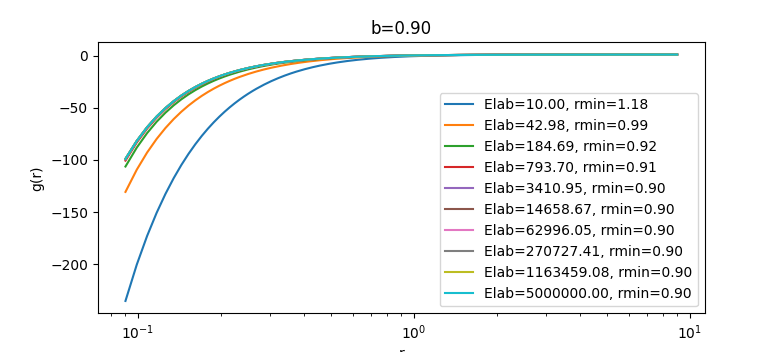 b=0.90
g(r)
0
−50
−100
−150
−200
Elab=10.00, rmin=1.18
Elab=42.98, rmin=0.99
Elab=184.69, rmin=0.92
Elab=793.70, rmin=0.91
Elab=3410.95, rmin=0.90
Elab=14658.67, rmin=0.90
Elab=62996.05, rmin=0.90
Elab=270727.41, rmin=0.90
Elab=1163459.08, rmin=0.90
Elab=5000000.00, rmin=0.90
10⁻¹ 10⁰ 10¹